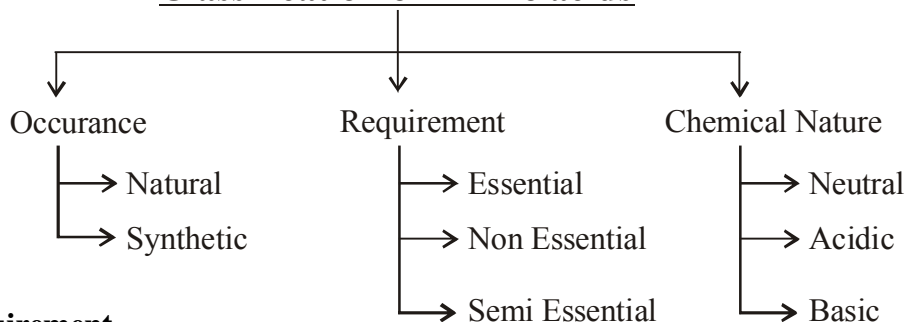 Occurance Requirement Chemical Nature
Natural Essential Neutral
Synthetic Non Essential Acidic
Semi Essential Basic